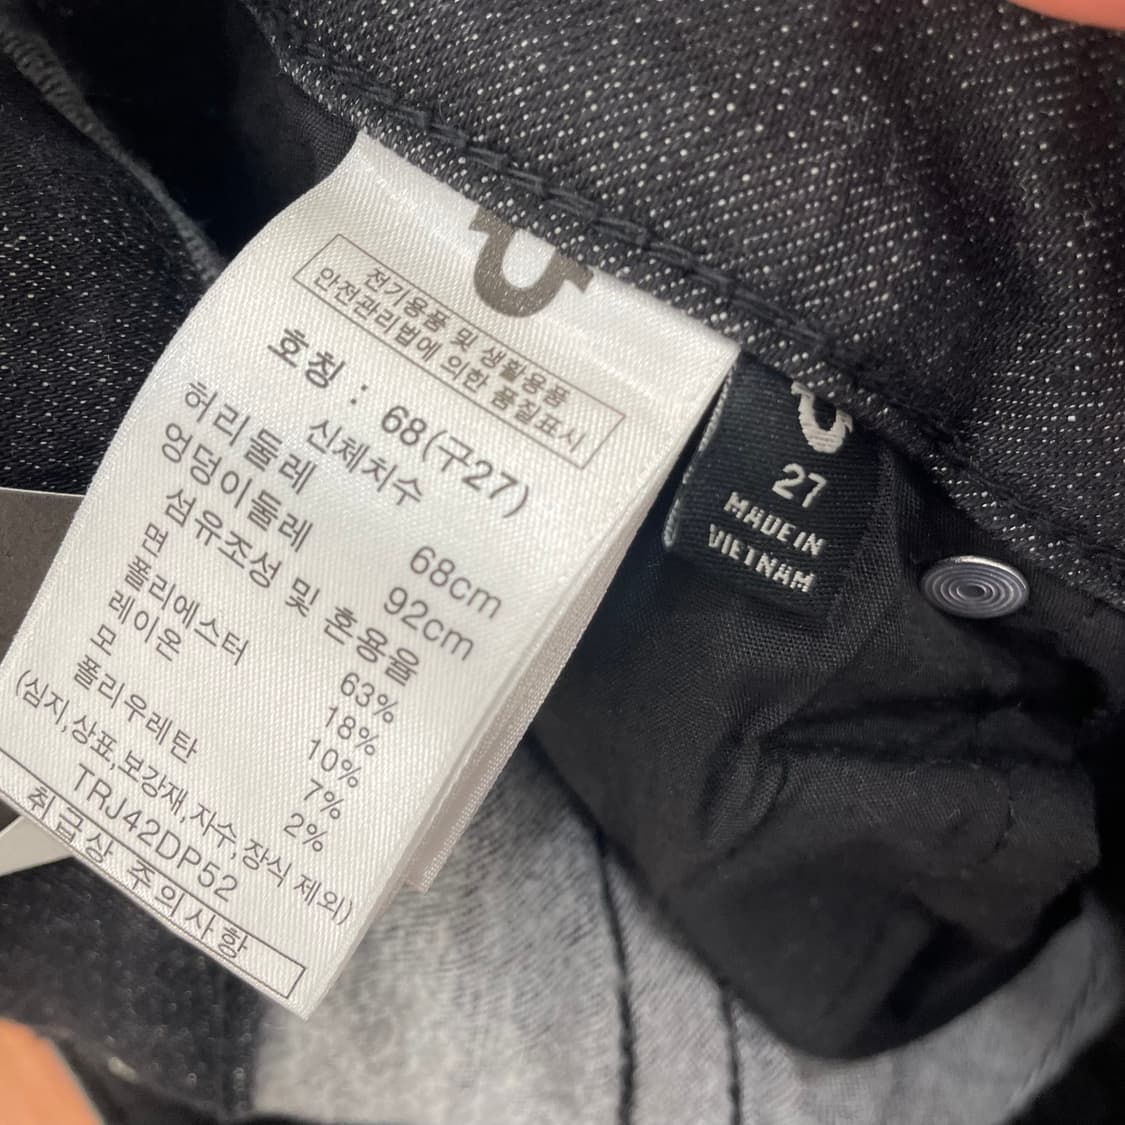 전기용품 및 생활용품
안전관리법에 의한 품질표시
호칭 : 68(구27)
신체치수
허리둘레 68cm
엉덩이둘레 92cm
섬유조성 및 혼용율
면 63%
폴리에스터 18%
레이온 10%
모 7%
폴리우레탄 2%
(심지,상표,보강재,자수,장식 제외)
TRJ42DP52
취급상 주의사항
27
MADE IN
VIETNAM